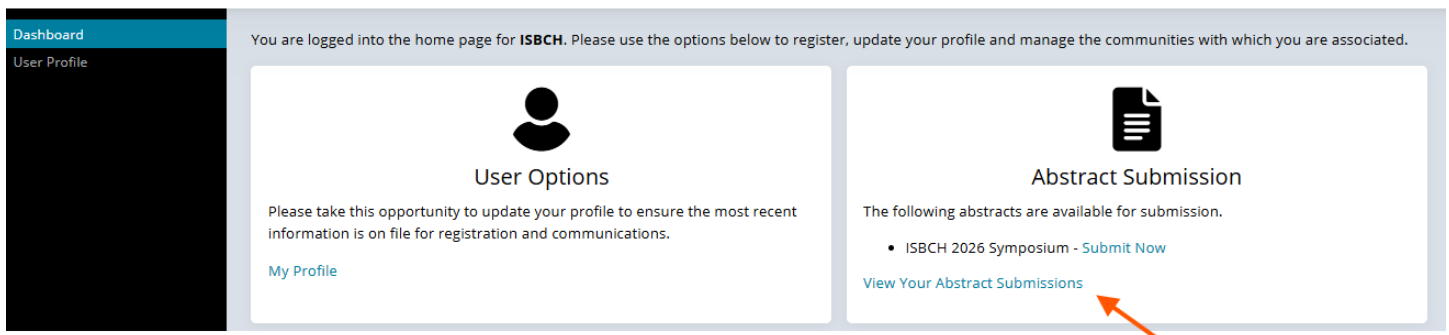 Dashboard
User Profile
You are logged into the home page for ISBCH. Please use the options below to register, update your profile and manage the communities with which you are associated.
User Options
Please take this opportunity to update your profile to ensure the most recent
information is on file for registration and communications.
My Profile
Abstract Submission
The following abstracts are available for submission.
• ISBCH 2026 Symposium - Submit Now
View Your Abstract Submissions